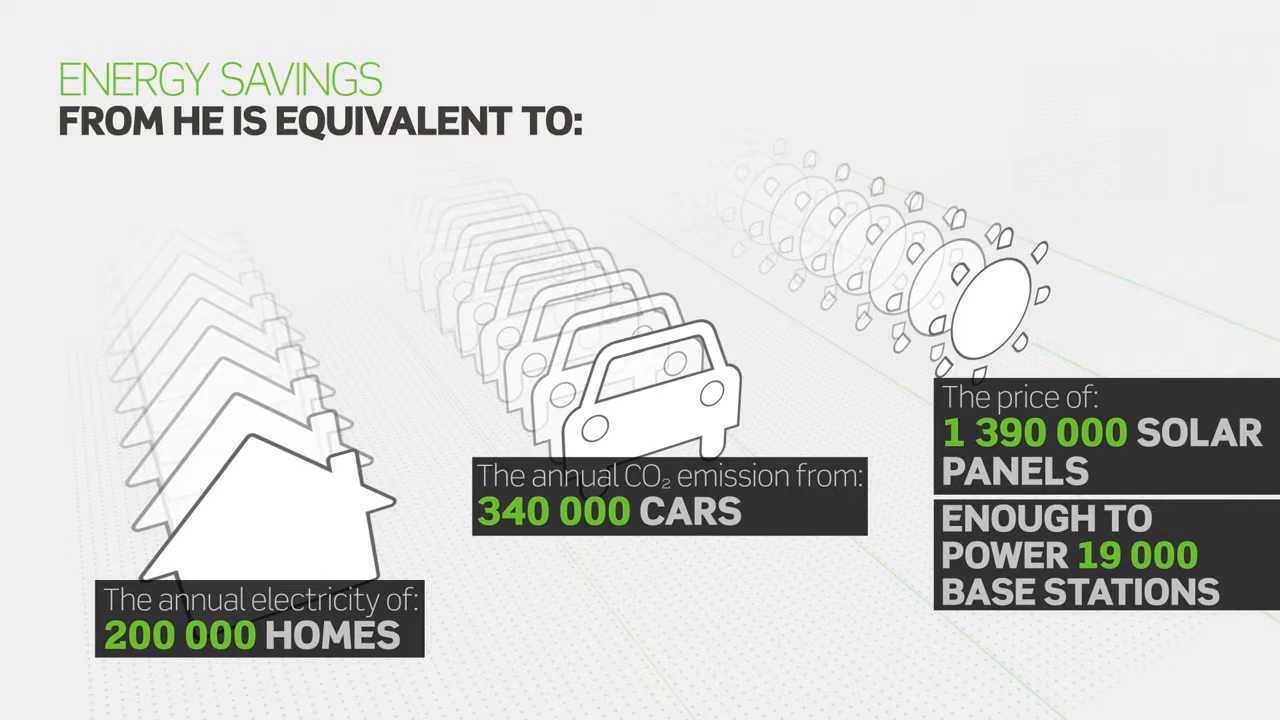 ENERGY SAVINGS
FROM HE IS EQUIVALENT TO:
The annual electricity of:
200 000 HOMES
The annual CO₂ emission from:
340 000 CARS
The price of:
1 390 000 SOLAR
PANELS
ENOUGH TO
POWER 19 000
BASE STATIONS